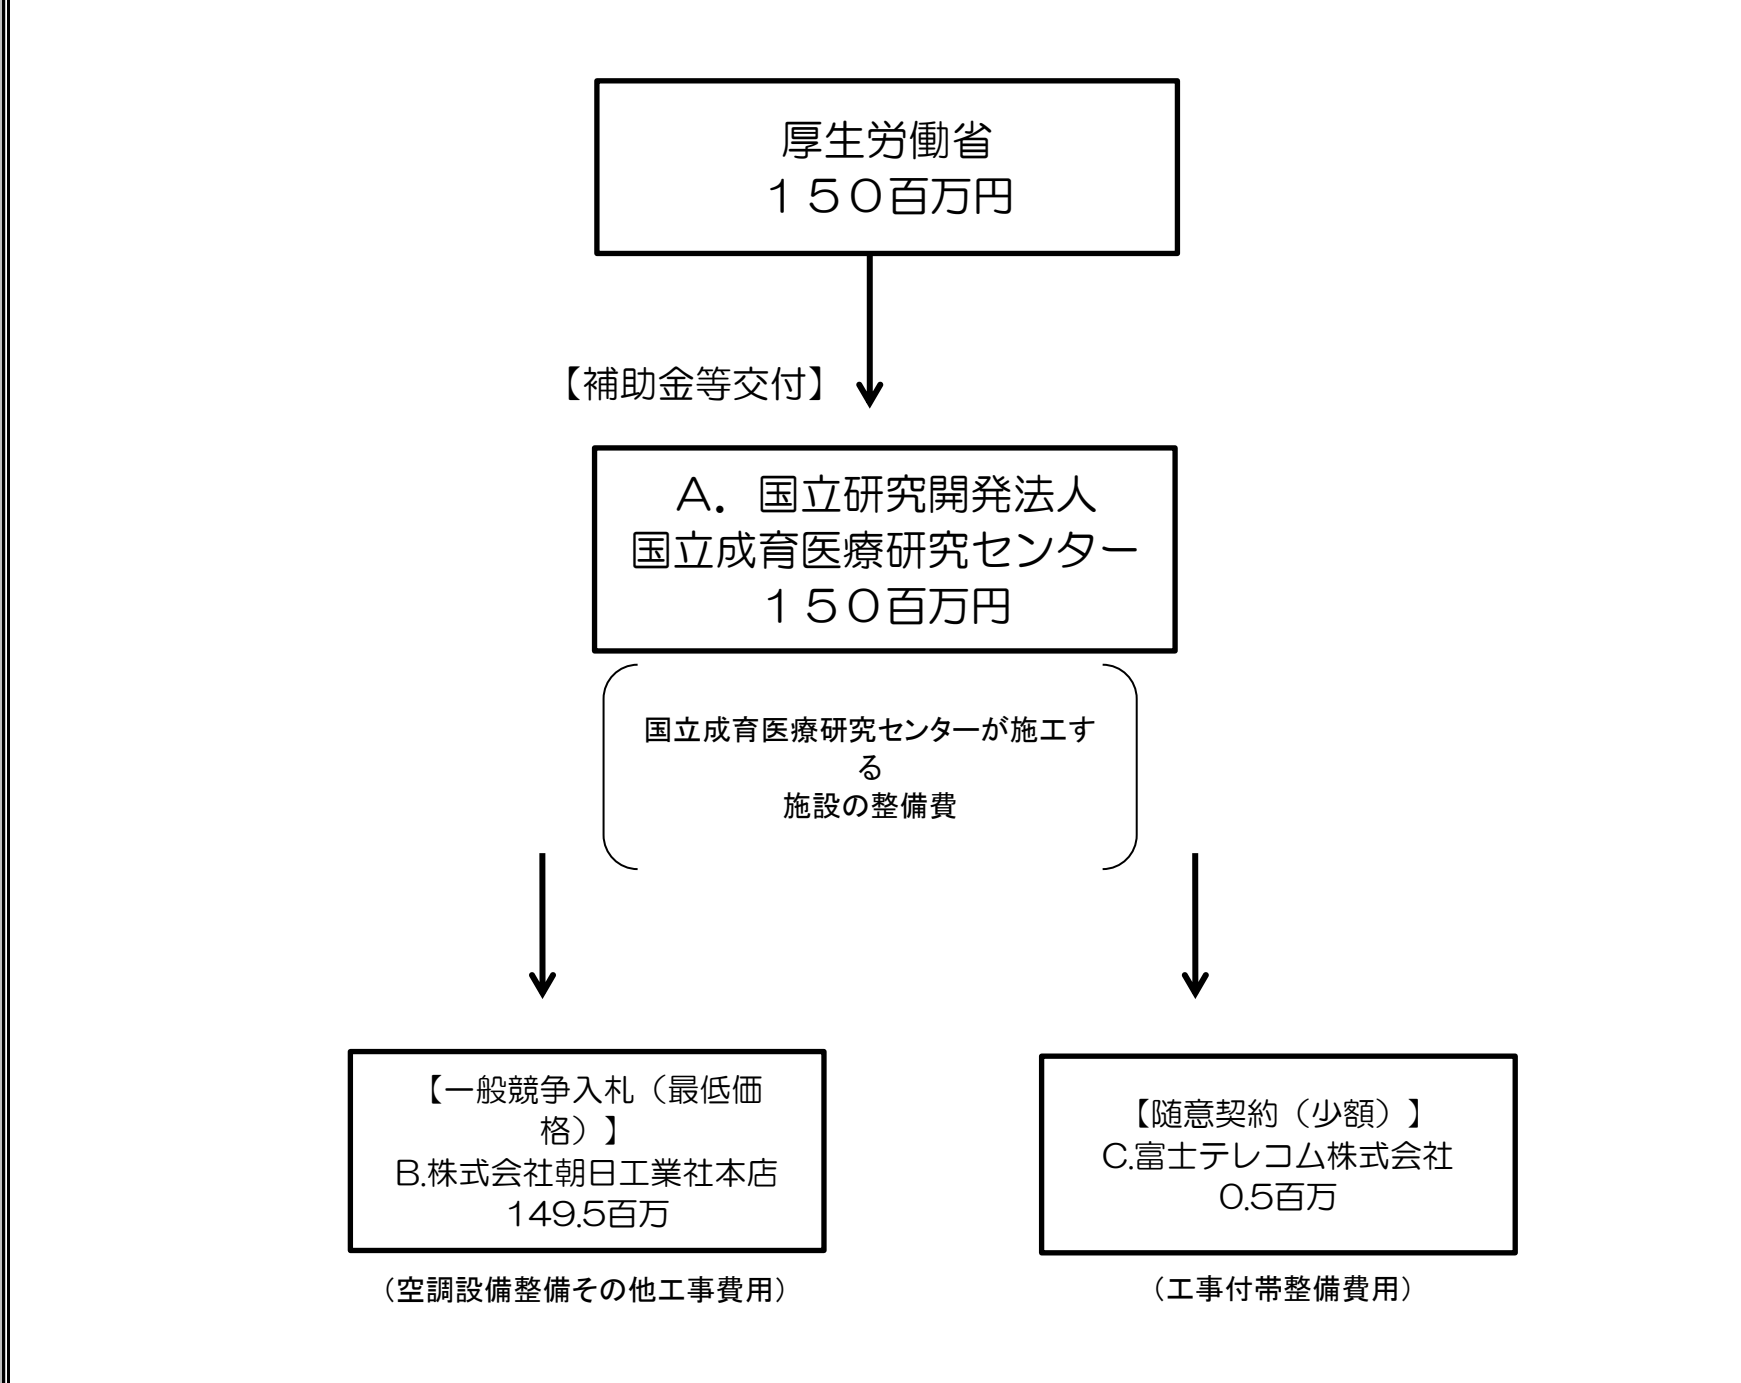 厚生労働省
１５０百万円
【補助金等交付】
Ａ．国立研究開発法人
国立成育医療研究センター
１５０百万円
国立成育医療研究センターが施工す
る
施設の整備費
【一般競争入札（最低価
格）】
B.株式会社朝日工業社本店
149.5百万
（空調設備整備その他工事費用）
【随意契約（少額）】
C.富士テレコム株式会社
0.5百万
（工事付帯整備費用）